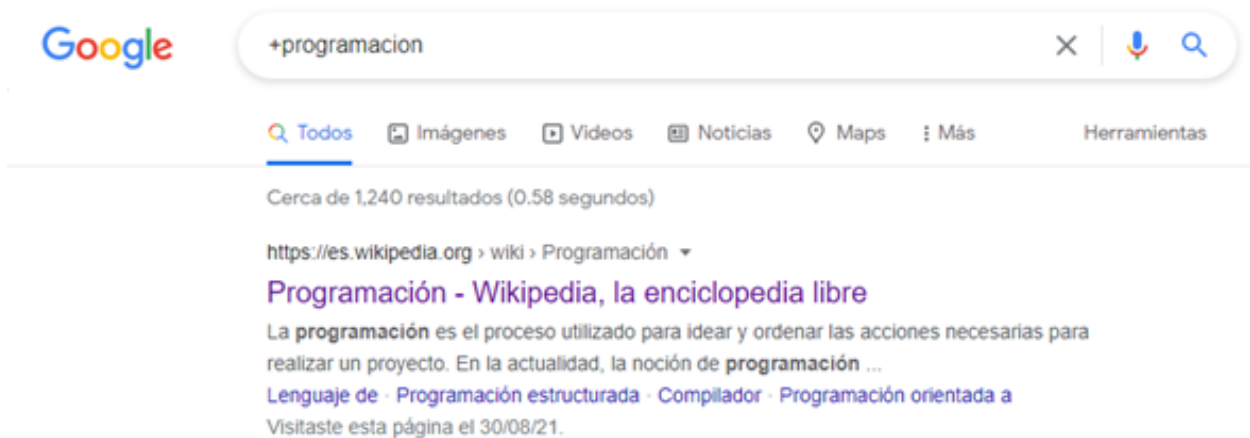 Google
+programacion
Todos Imágenes Videos Noticias Maps Más Herramientas
Cerca de 1,240 resultados (0.58 segundos)
https://es.wikipedia.org › wiki › Programación
Programación - Wikipedia, la enciclopedia libre
La programación es el proceso utilizado para idear y ordenar las acciones necesarias para
realizar un proyecto. En la actualidad, la noción de programación ...
Lenguaje de · Programación estructurada · Compilador · Programación orientada a
Visitaste esta página el 30/08/21.